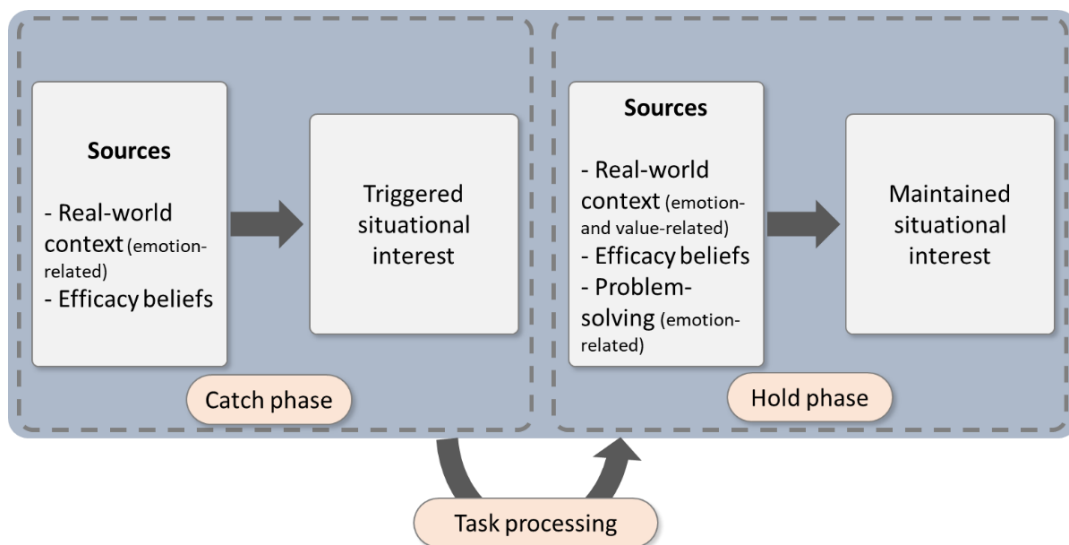 Sources
- Real-world
context (emotion-
related)
- Efficacy beliefs
Triggered
situational
interest
Catch phase
Sources
- Real-world
context (emotion-
and value-related)
- Efficacy beliefs
- Problem-
solving (emotion-
related)
Maintained
situational
interest
Hold phase
Task processing